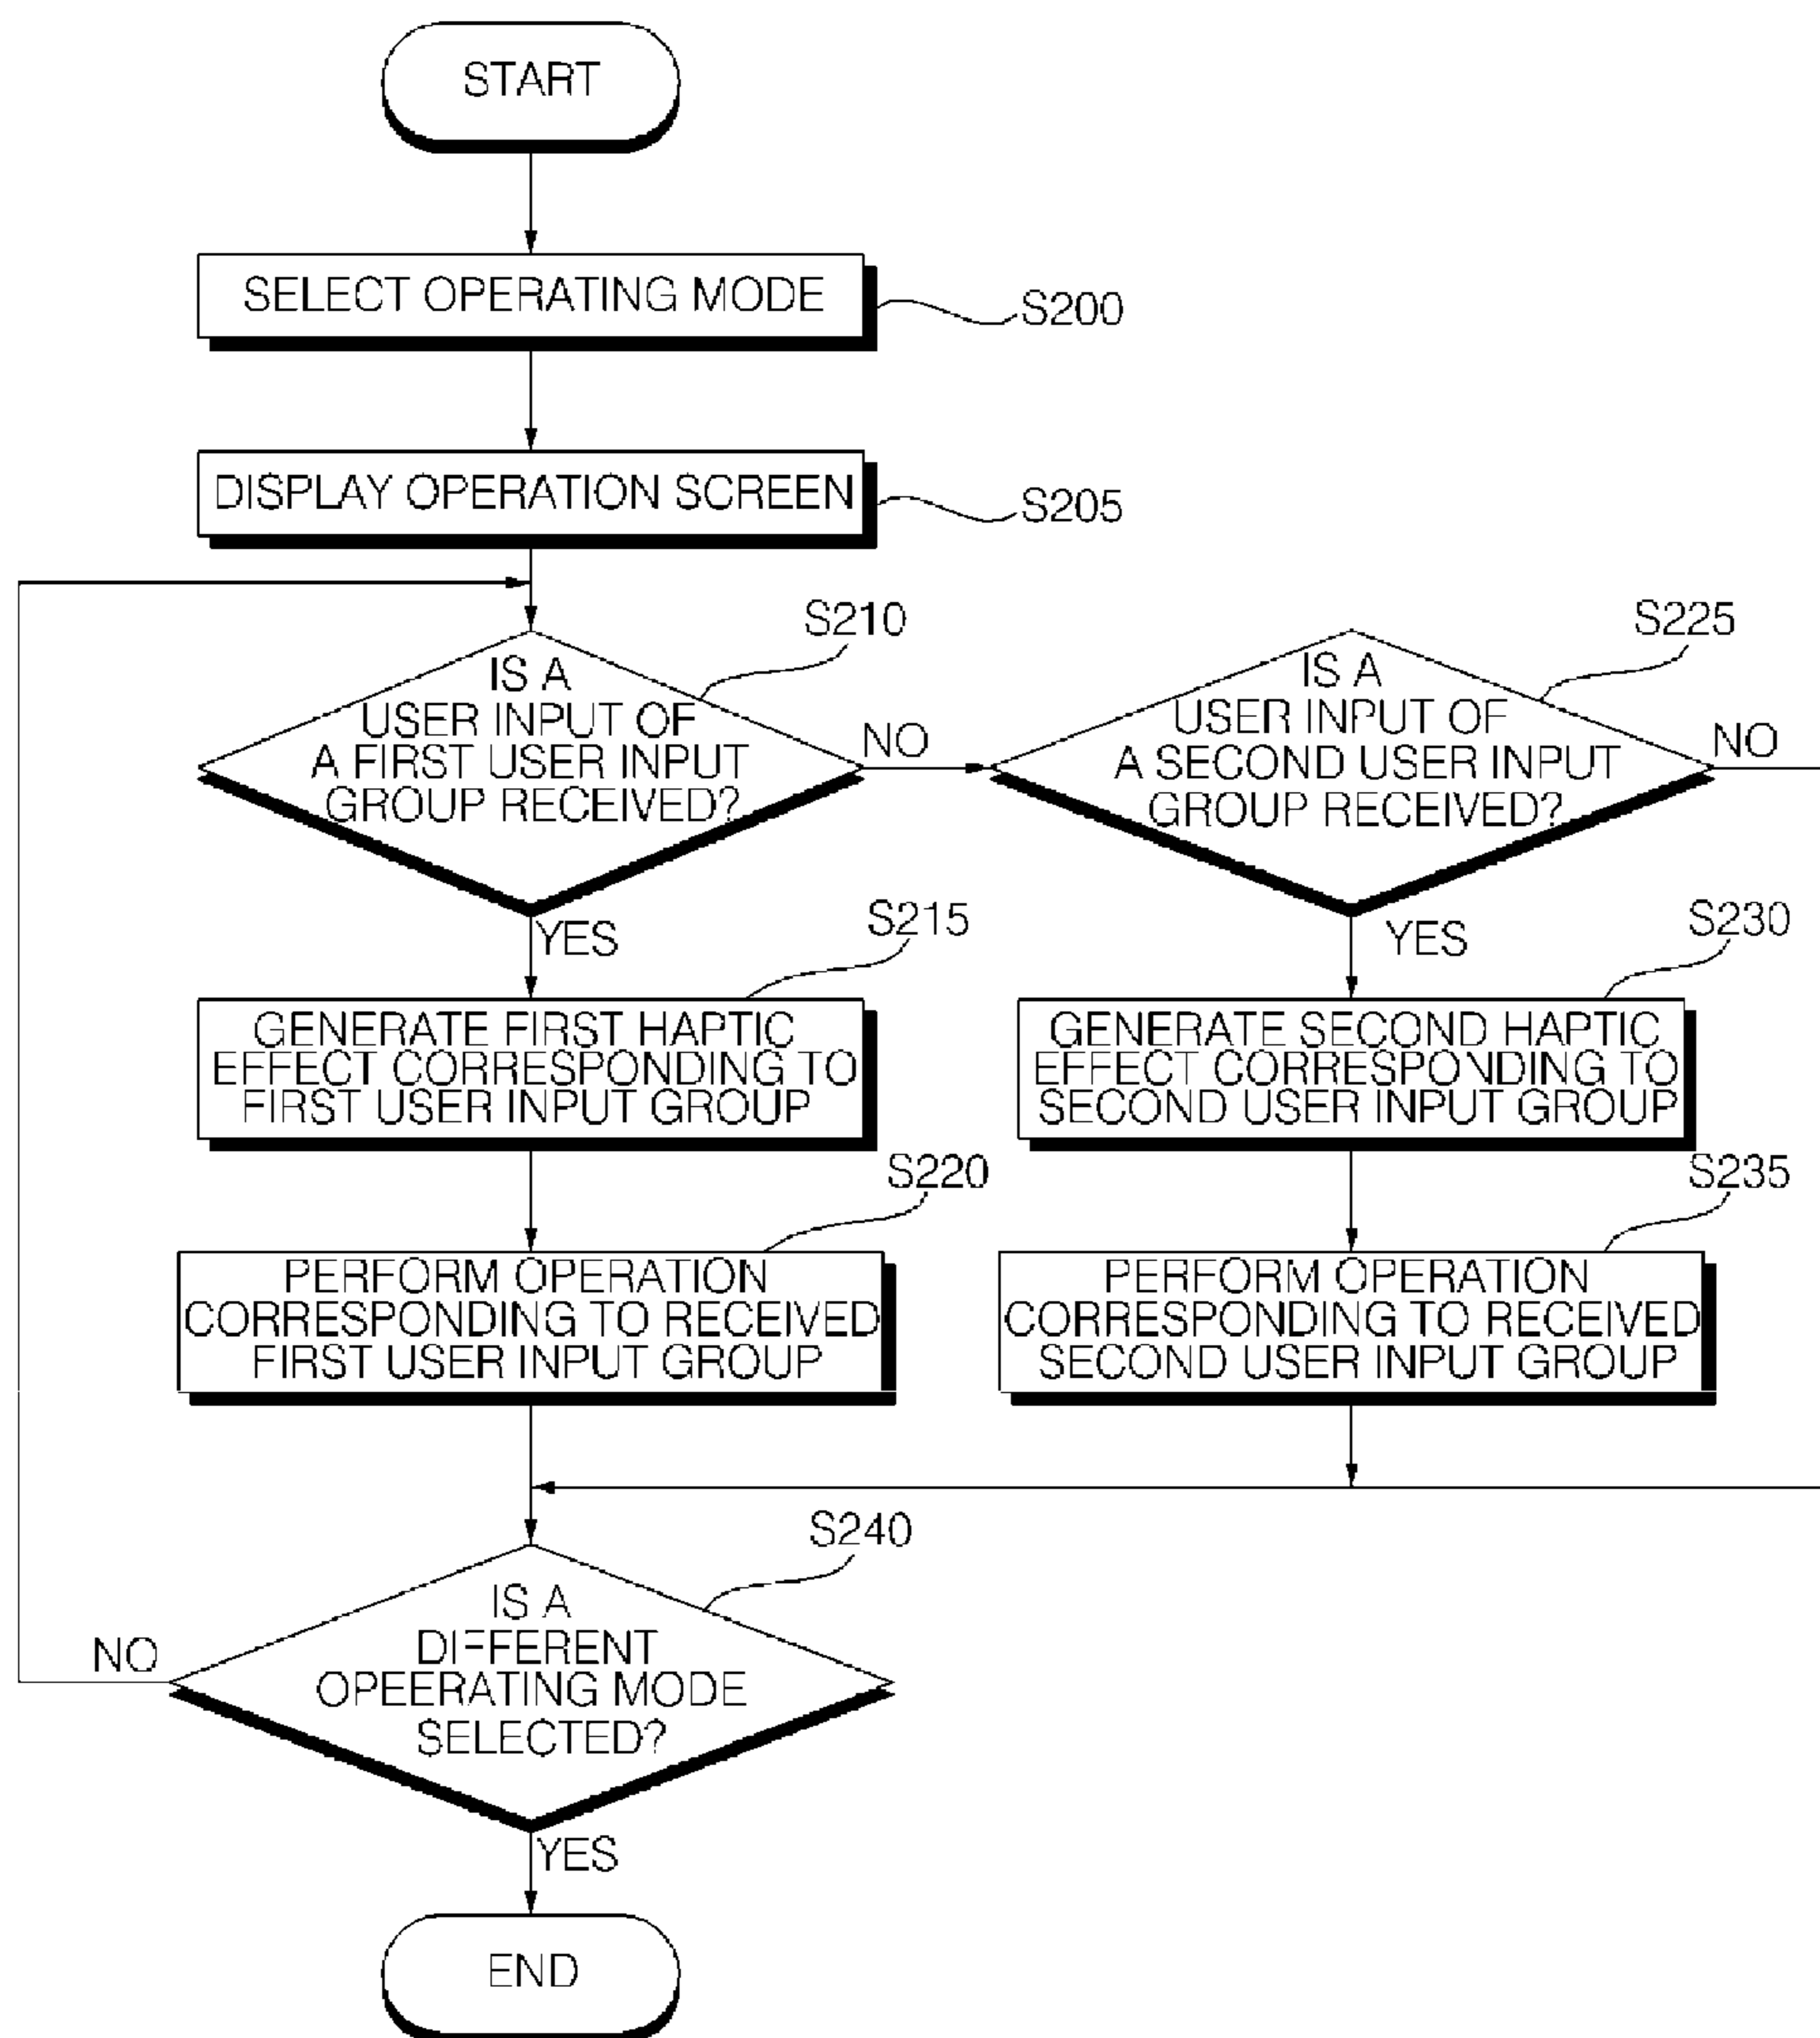 START
SELECT OPERATING MODE
S200
DISPLAY OPERATION SCREEN
S205
S210
IS A
USER INPUT OF
A FIRST USER INPUT
GROUP RECEIVED?
NO
YES
S225
IS A
USER INPUT OF
A SECOND USER INPUT
GROUP RECEIVED?
NO
YES
S215
GENERATE FIRST HAPTIC
EFFECT CORRESPONDING TO
FIRST USER INPUT GROUP
S230
GENERATE SECOND HAPTIC
EFFECT CORRESPONDING TO
SECOND USER INPUT GROUP
S220
PERFORM OPERATION
CORRESPONDING TO RECEIVED
FIRST USER INPUT GROUP
S235
PERFORM OPERATION
CORRESPONDING TO RECEIVED
SECOND USER INPUT GROUP
S240
IS A
DIFFERENT
OPEERATING MODE
SELECTED?
NO
YES
END